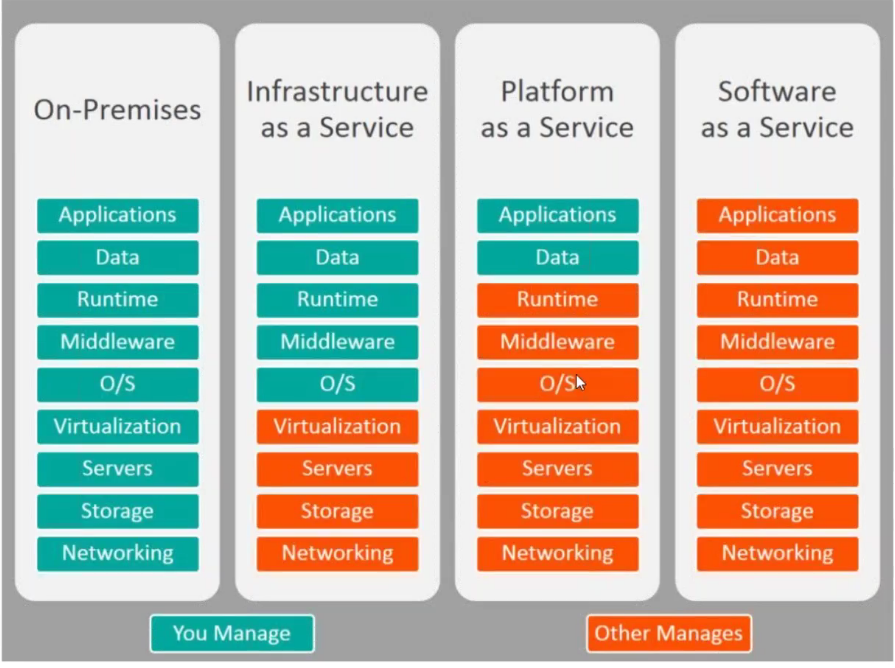 On-Premises
Applications
Data
Runtime
Middleware
O/S
Virtualization
Servers
Storage
Networking
Infrastructure
as a Service
Applications
Data
Runtime
Middleware
O/S
Virtualization
Servers
Storage
Networking
Platform
as a Service
Applications
Data
Runtime
Middleware
O/S
Virtualization
Servers
Storage
Networking
Software
as a Service
Applications
Data
Runtime
Middleware
O/S
Virtualization
Servers
Storage
Networking
You Manage
Other Manages